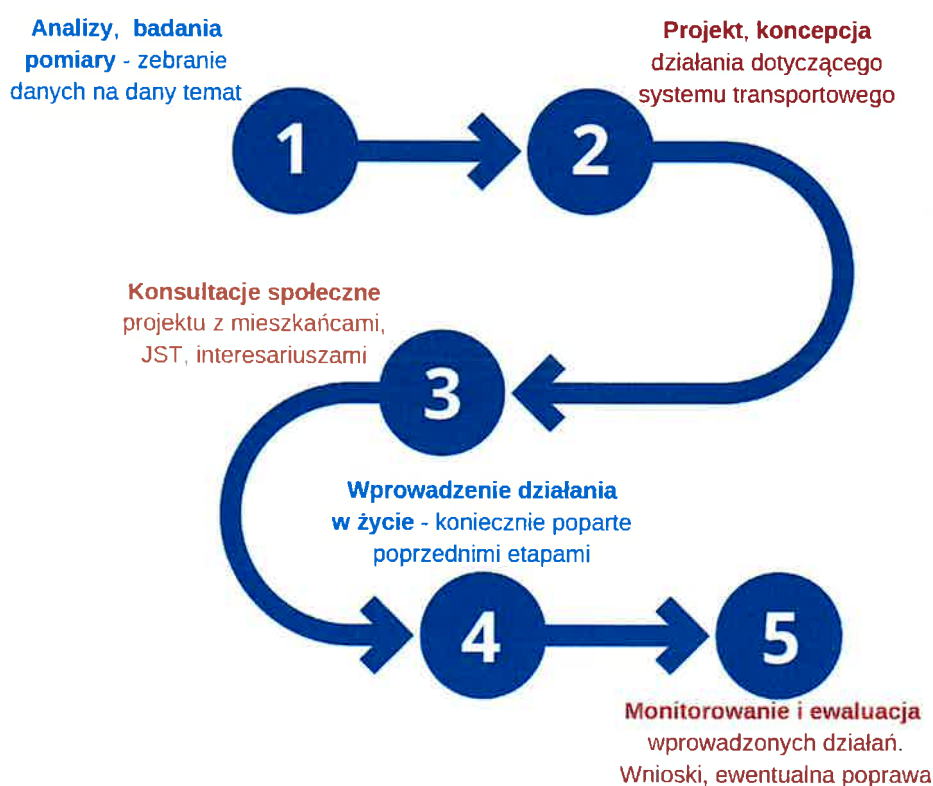 Analizy, badania
pomiary - zebranie
danych na dany temat
1
Projekt, koncepcja
działania dotyczącego
systemu transportowego
2
Konsultacje społeczne
projektu z mieszkańcami,
JST, interesariuszami
3
Wprowadzenie działania
w życie - koniecznie poparte
poprzednimi etapami
4
5
Monitorowanie i ewaluacja
wprowadzonych działań.
Wnioski, ewentualna poprawa